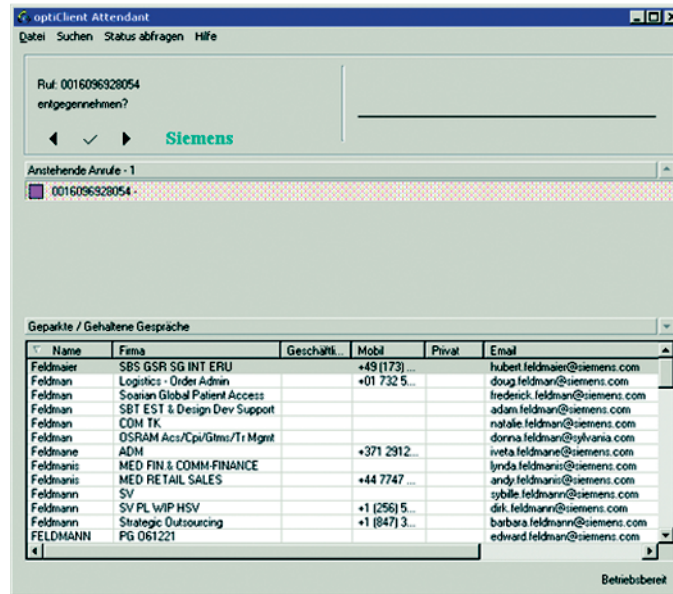 optiClient Attendant
Datei Suchen Status abfragen Hilfe
Ruf: 0016096928054
entgegennehmen?
Siemens
Anstehende Anrufe - 1
0016096928054 -
Geparkte / Gehaltene Gespräche
Name Firma Geschäftli... Mobil Privat Email
Feldmaier SBS GSR SG INT ERU +49 (173) ... hubert.feldmaier@siemens.com
Feldman Logistics - Order Admin +01 732 5... doug.feldman@siemens.com
Feldman Soarian Global Patient Access frederick.feldman@siemens.com
Feldman SBT EST & Design Dev Support adam.feldman@siemens.com
Feldman COM TK natalie.feldman@siemens.com
Feldman OSRAM Acs/Cpi/Gtms/Tr Mgmt donna.feldman@sylvania.com
Feldmane ADM +371 2912... iveta.feldmane@siemens.com
Feldmanis MED FIN.& COMM-FINANCE lynda.feldmanis@siemens.com
Feldmanis MED RETAIL SALES +44 7747 ... andy.feldmanis@siemens.com
Feldmann SV sybille.feldmann@siemens.com
Feldmann SV PL WIP HSV +1 (256) 5... dirk.feldmann@siemens.com
Feldmann Strategic Outsourcing +1 (847) 3... barbara.feldmann@siemens.com
FELDMANN PG 061221 edward.feldman@siemens.com
Betriebsbereit